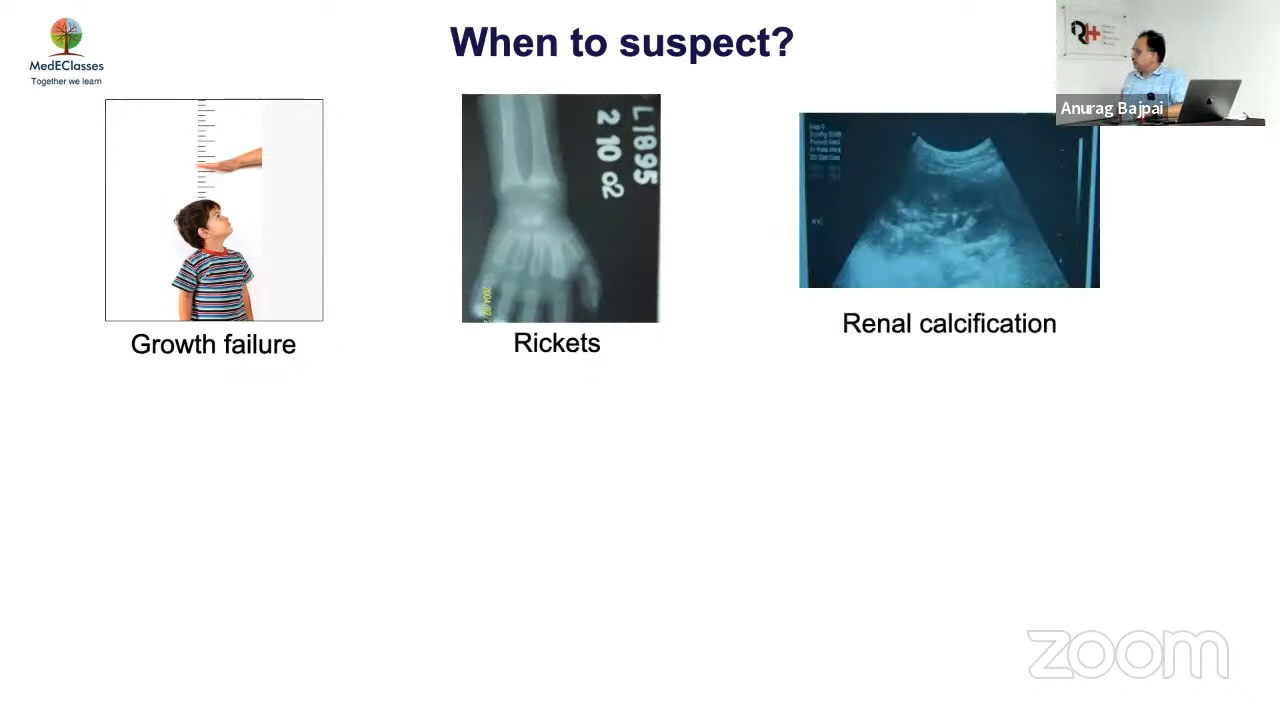 When to suspect?
MedEClasses
Together we learn
Anurag Bajpai
L1895
2 10 02
Growth failure
Rickets
Renal calcification
zoom